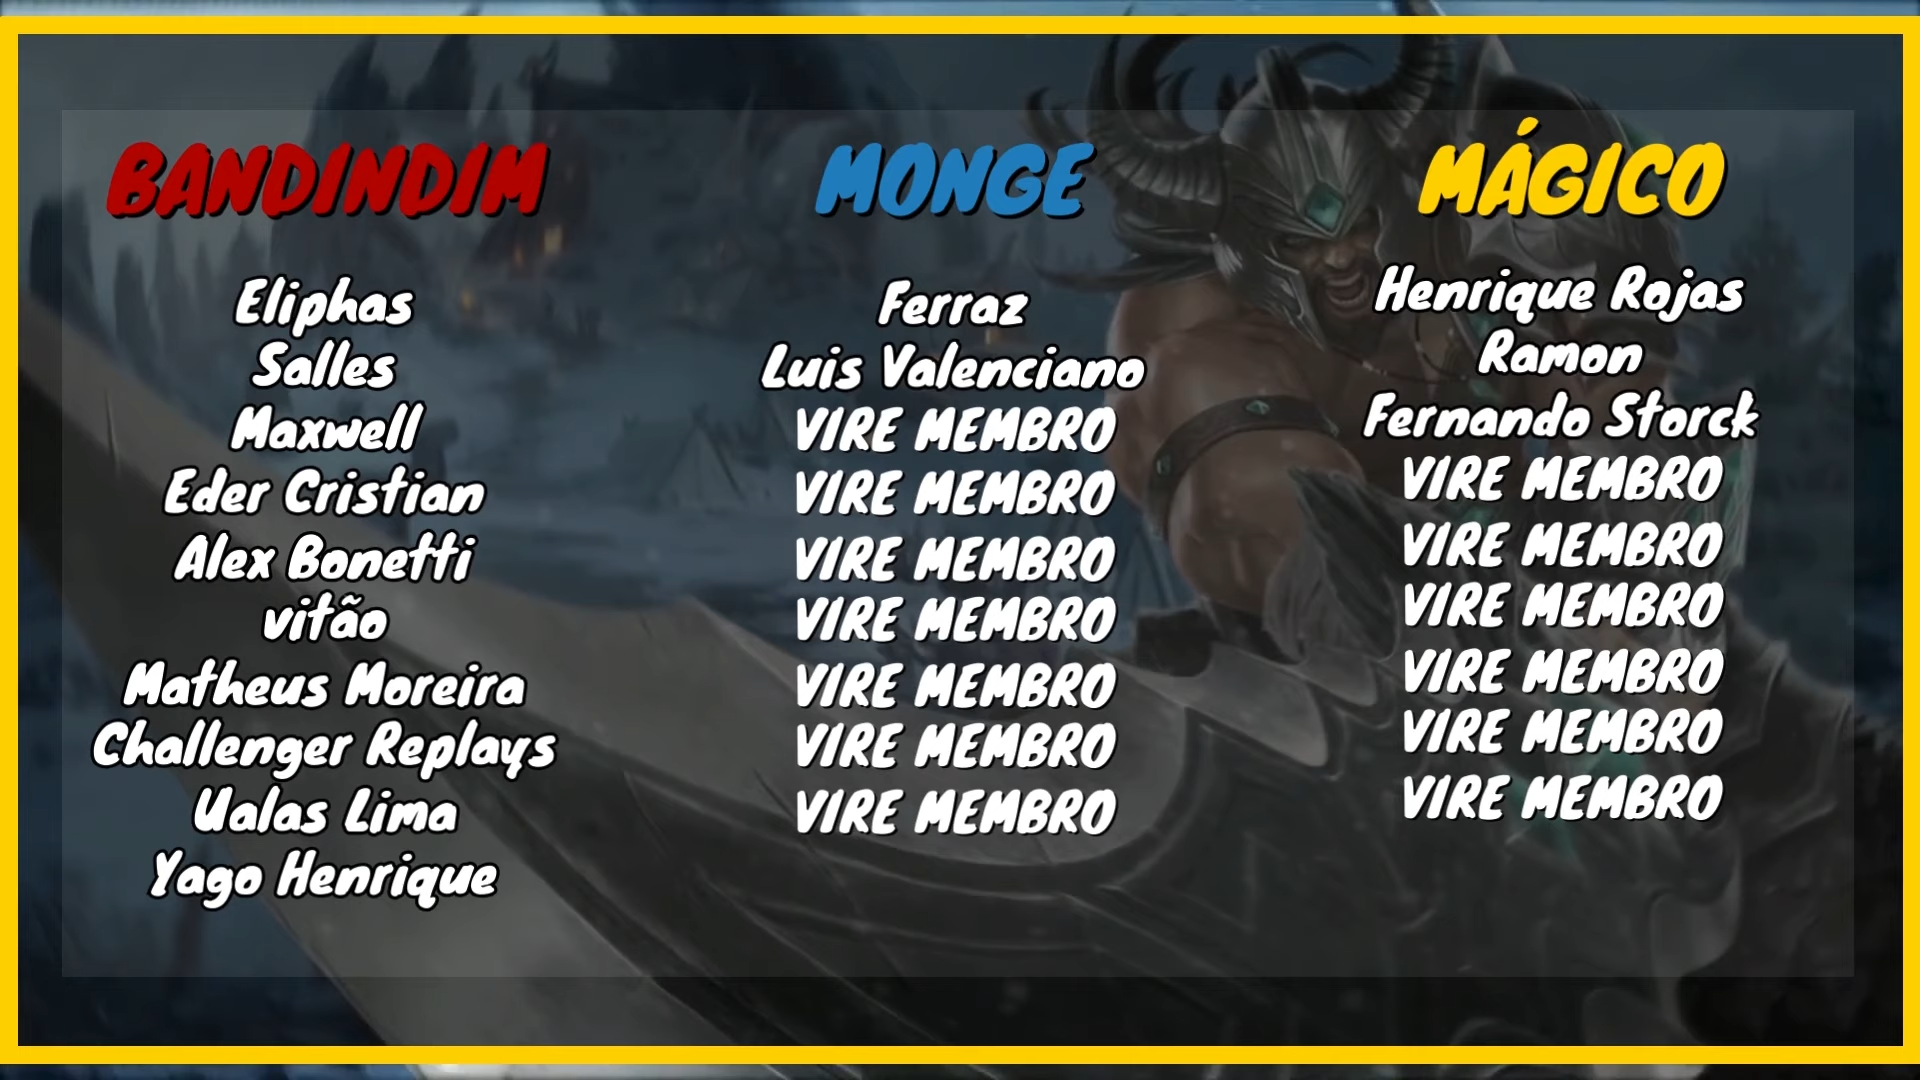 BANDINDIM
Eliphas
Salles
Maxwell
Eder Cristian
Alex Bonetti
vitão
Matheus Moreira
Challenger Replays
Ualas Lima
Yago Henrique
MONGE
Ferraz
Luis Valenciano
VIRE MEMBRO
VIRE MEMBRO
VIRE MEMBRO
VIRE MEMBRO
VIRE MEMBRO
VIRE MEMBRO
VIRE MEMBRO
MÁGICO
Henrique Rojas
Ramon
Fernando Storck
VIRE MEMBRO
VIRE MEMBRO
VIRE MEMBRO
VIRE MEMBRO
VIRE MEMBRO
VIRE MEMBRO